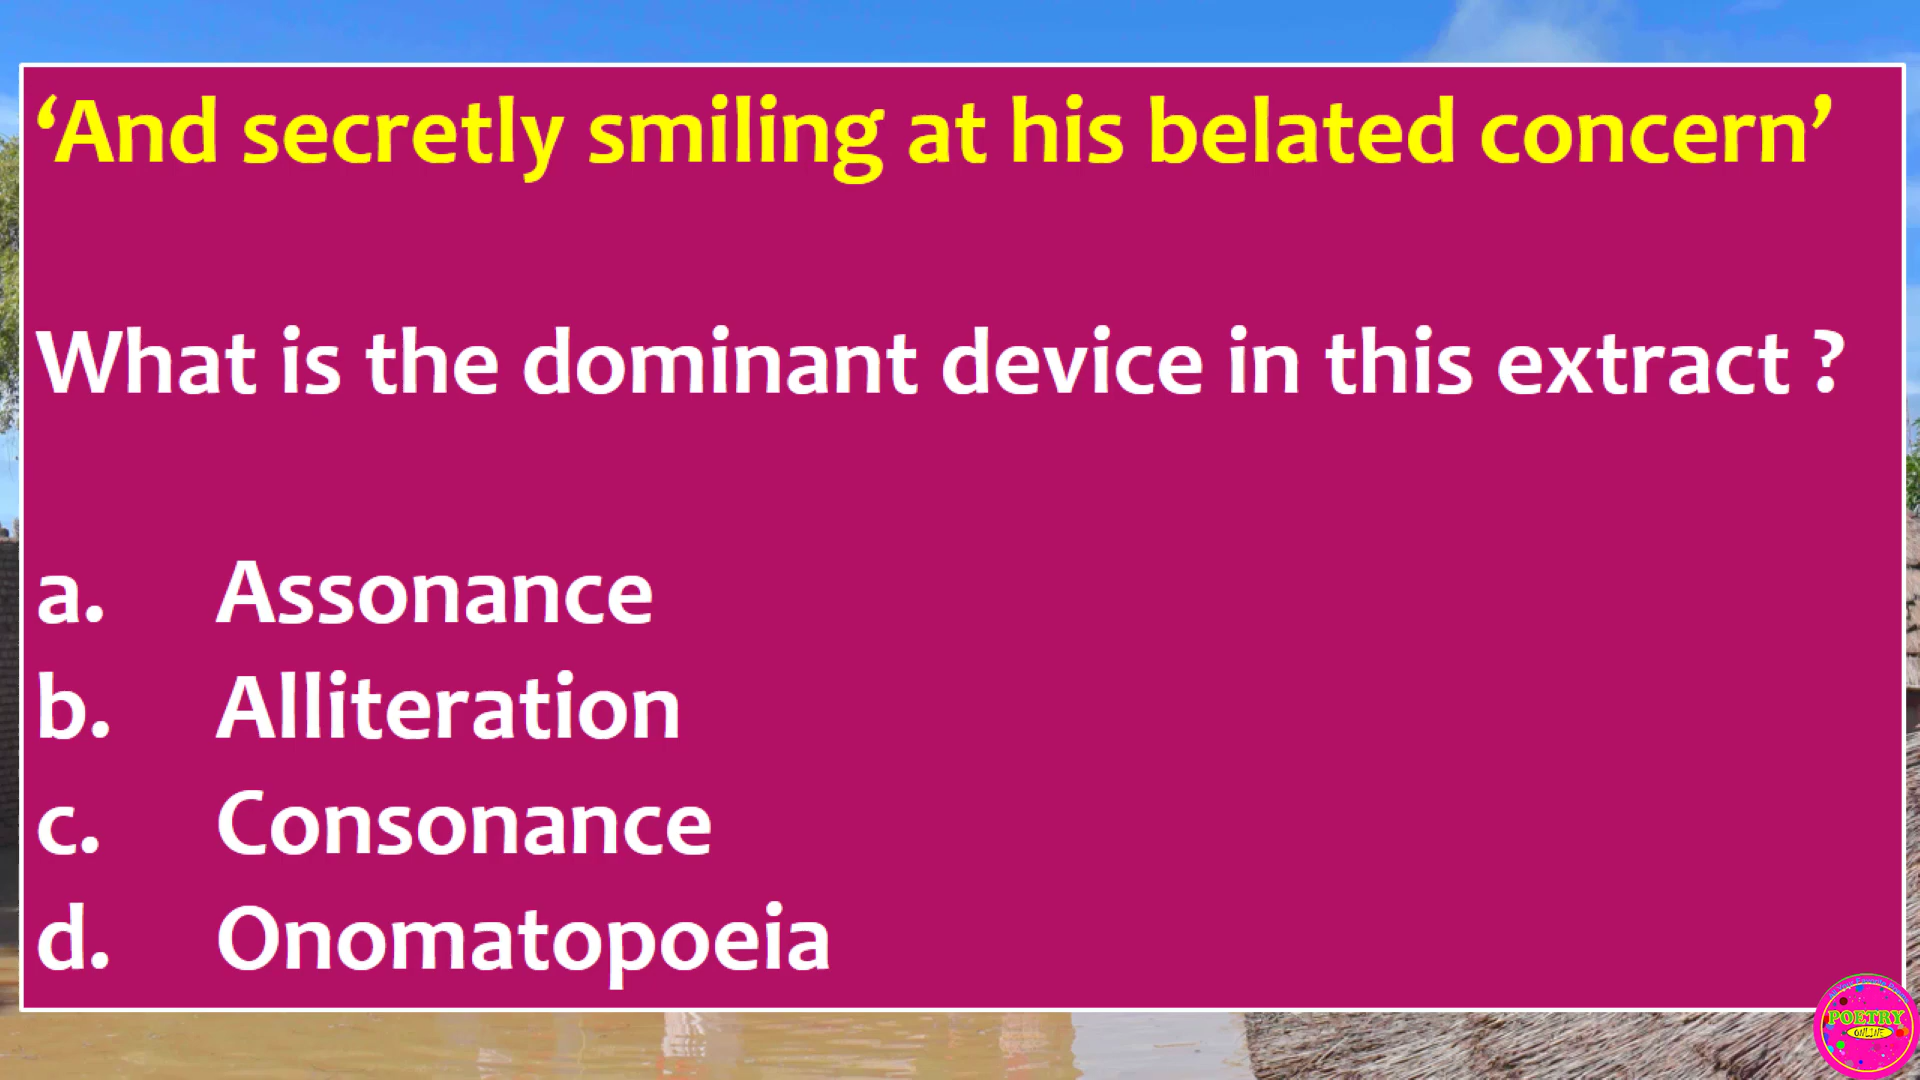 ‘And secretly smiling at his belated concern’
What is the dominant device in this extract ?
a. Assonance
b. Alliteration
c. Consonance
d. Onomatopoeia
POETRY
ONLINE